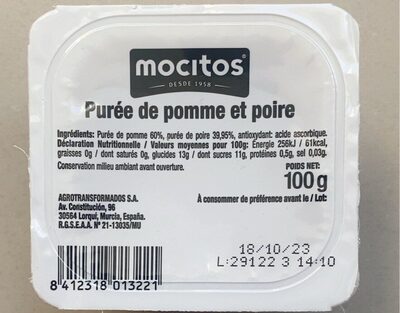 mocitos®
DESDE 1958
Purée de pomme et poire
Ingrédients: Purée de pomme 60%, purée de poire 39,95%, antioxydant: acide ascorbique.
Déclaration Nutritionnelle / Valeurs moyennes pour 100g: Énergie 256kJ / 61kcal,
graisses 0g / dont saturés 0g, glucides 13g / dont sucres 11g, protéines 0,5g, sel 0,03g.
Conservation milieu ambiant avant ouverture.
POIDS NET:
100g
À consommer de préférence avant le / Lot:
AGROTRANSFORMADOS S.A.
Av. Constitución, 96
30564 Lorquí, Murcia, España.
R.G.S.E.A.A. Nº 21-13035/MU
18/10/23
L:29122 3 14:10
8 412318 013221